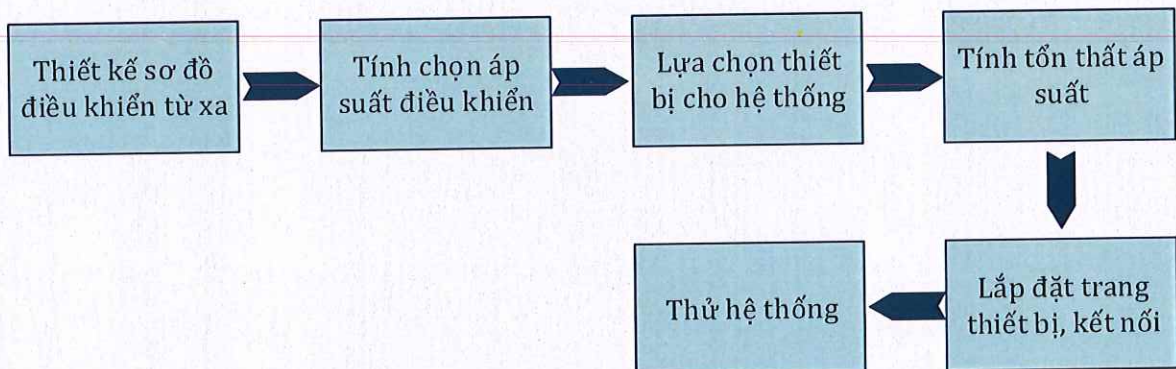 Thiết kế sơ đồ
điều khiển từ xa
Tính chọn áp
suất điều khiển
Lựa chọn thiết
bị cho hệ thống
Tính tổn thất áp
suất
Lắp đặt trang
thiết bị, kết nối
Thử hệ thống